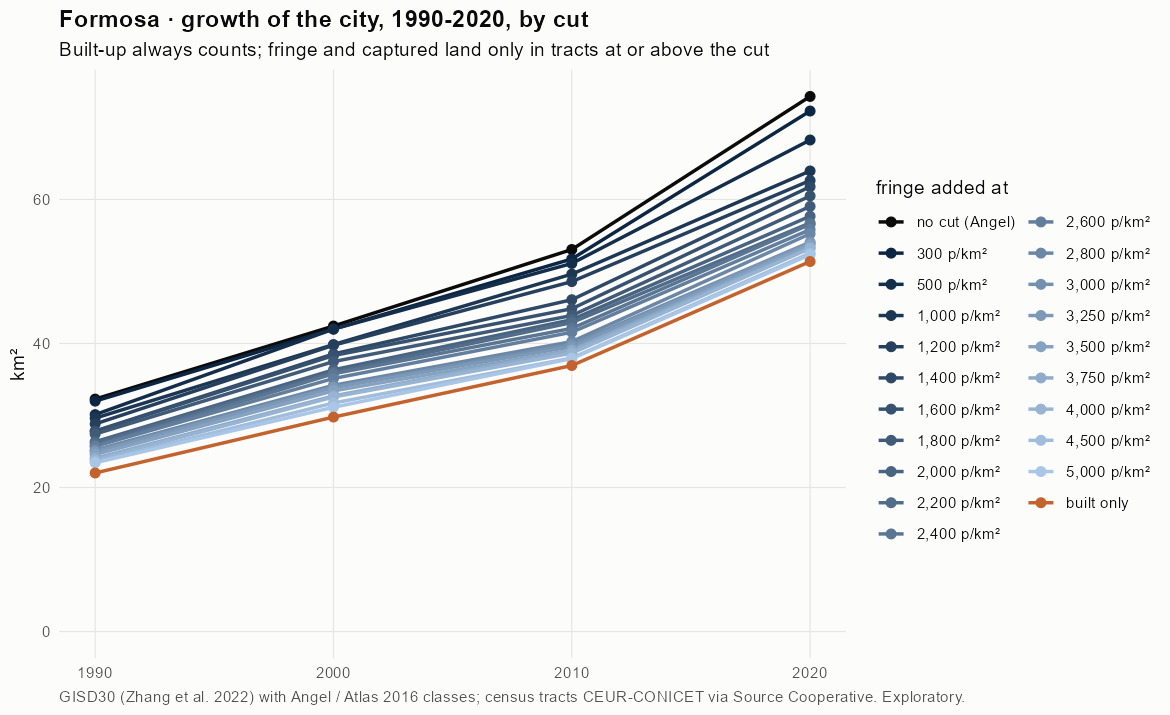 Formosa · growth of the city, 1990-2020, by cut
Built-up always counts; fringe and captured land only in tracts at or above the cut
km²
60
40
20
0
1990
2000
2010
2020
fringe added at
no cut (Angel)
300 p/km²
500 p/km²
1,000 p/km²
1,200 p/km²
1,400 p/km²
1,600 p/km²
1,800 p/km²
2,000 p/km²
2,200 p/km²
2,400 p/km²
2,600 p/km²
2,800 p/km²
3,000 p/km²
3,250 p/km²
3,500 p/km²
3,750 p/km²
4,000 p/km²
4,500 p/km²
5,000 p/km²
built only
GISD30 (Zhang et al. 2022) with Angel / Atlas 2016 classes; census tracts CEUR-CONICET via Source Cooperative. Exploratory.